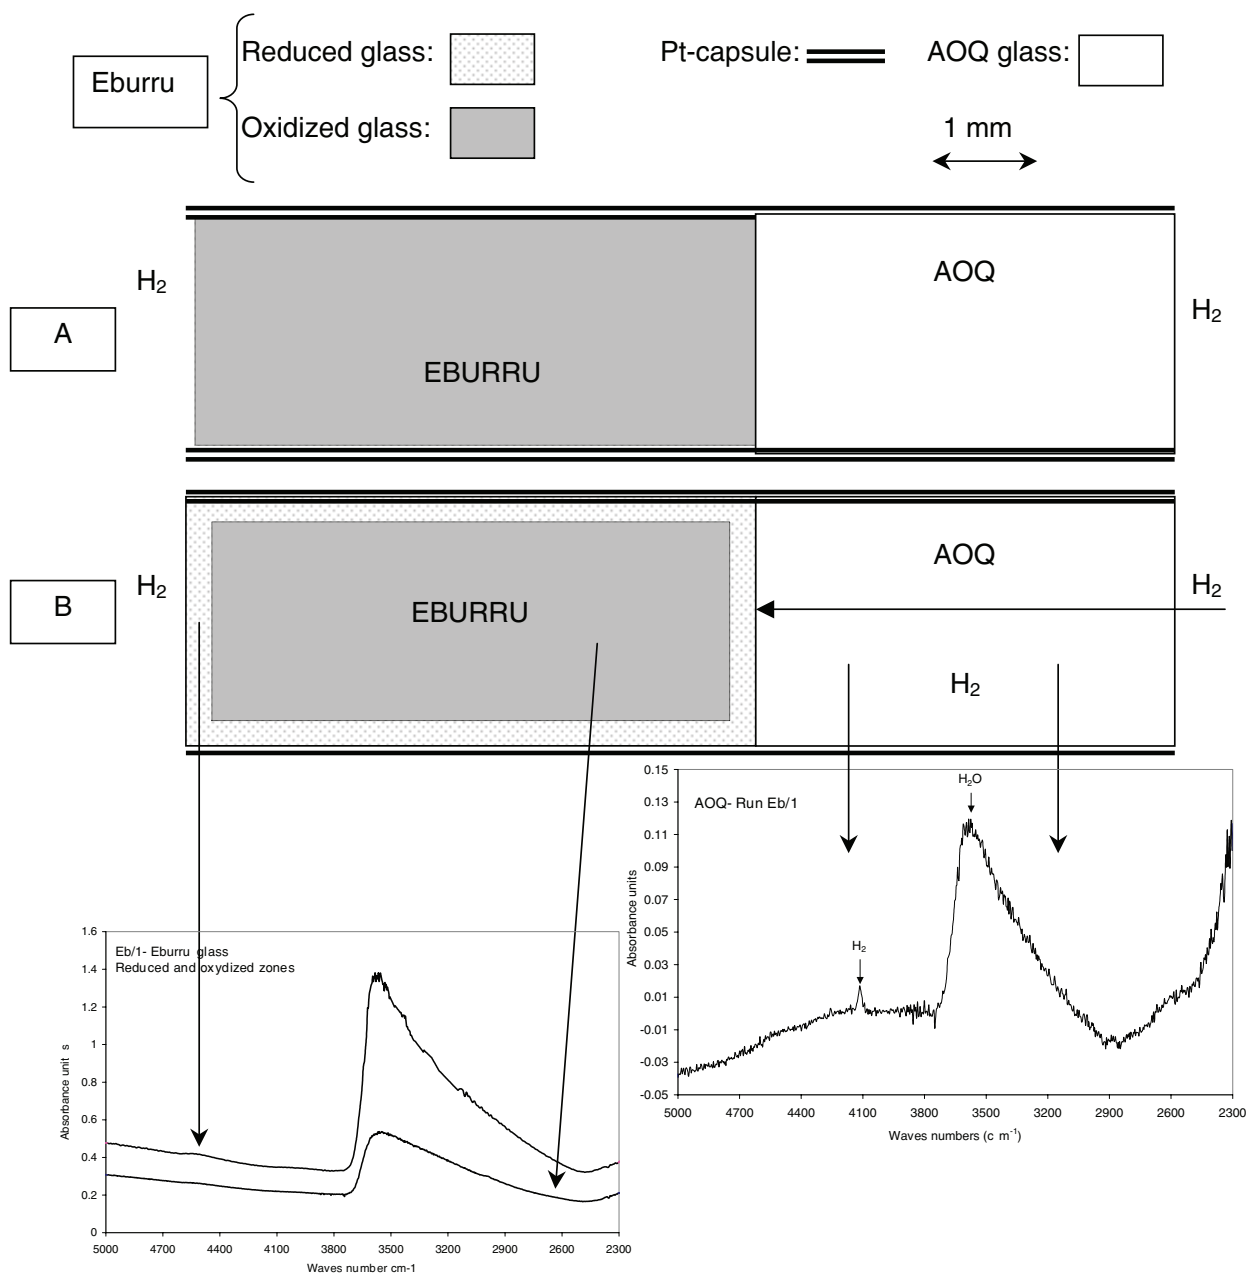 Reduced glass:
Pt-capsule:
AOQ glass:
Eburru
Oxidized glass:
1 mm
H2
AOQ
H2
A
EBURRU
AOQ
H2
H2
B
EBURRU
H2
0.15
0.13
0.11
0.09
0.07
0.05
0.03
0.01
-0.01
-0.03
-0.05
Absorbance units
AOQ- Run Eb/1
H2O
H2
5000 4700 4400 4100 3800 3500 3200 2900 2600 2300
Waves numbers (c m-1)
1.6
1.4
1.2
1
0.8
0.6
0.4
0.2
0
Absorbance unit s
Eb/1- Eburru glass
Reduced and oxydized zones
5000 4700 4400 4100 3800 3500 3200 2900 2600 2300
Waves number cm-1